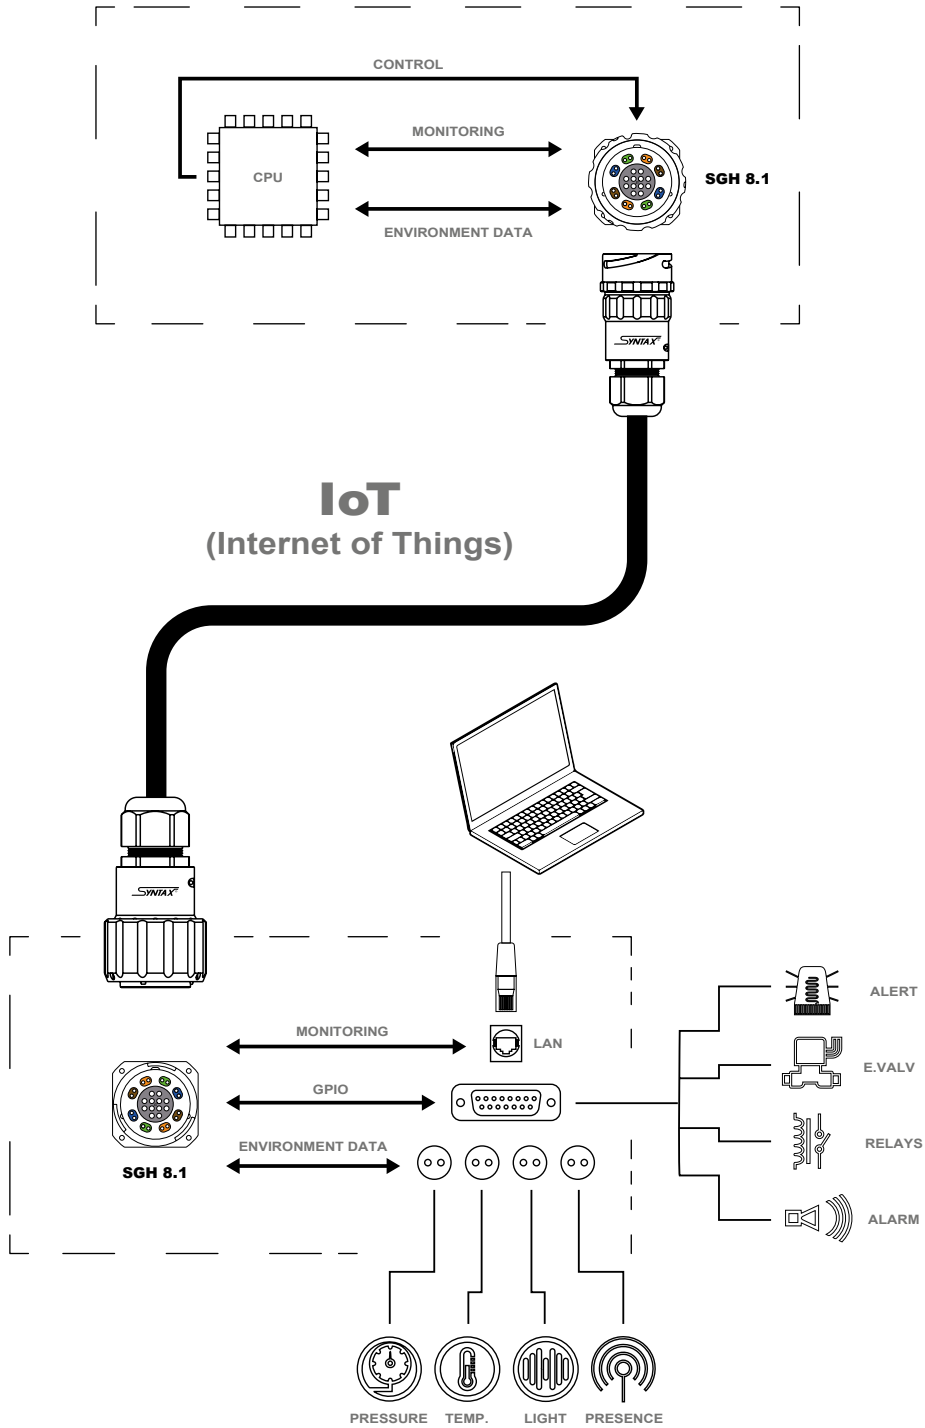 CONTROL
MONITORING
CPU
SGH 8.1
ENVIRONMENT DATA
SYNTAX
IoT
(Internet of Things)
SYNTAX
MONITORING
LAN
ALERT
GPIO
E.VALV
ENVIRONMENT DATA
RELAYS
SGH 8.1
ALARM
PRESSURE
TEMP.
LIGHT
PRESENCE